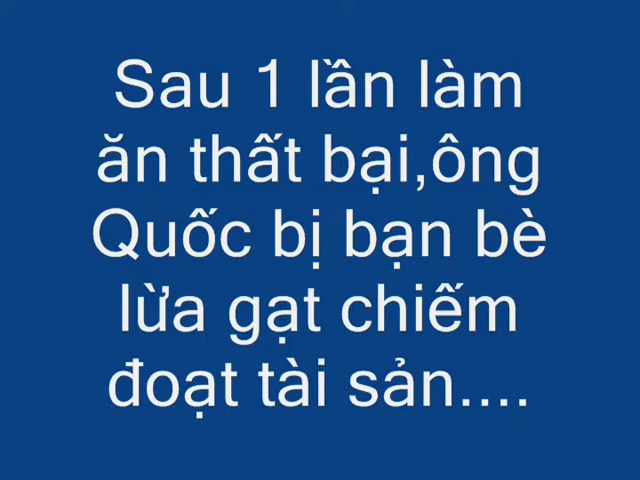 Sau 1 lần làm
ăn thất bại,ông
Quốc bị bạn bè
lừa gạt chiếm
đoạt tài sản....